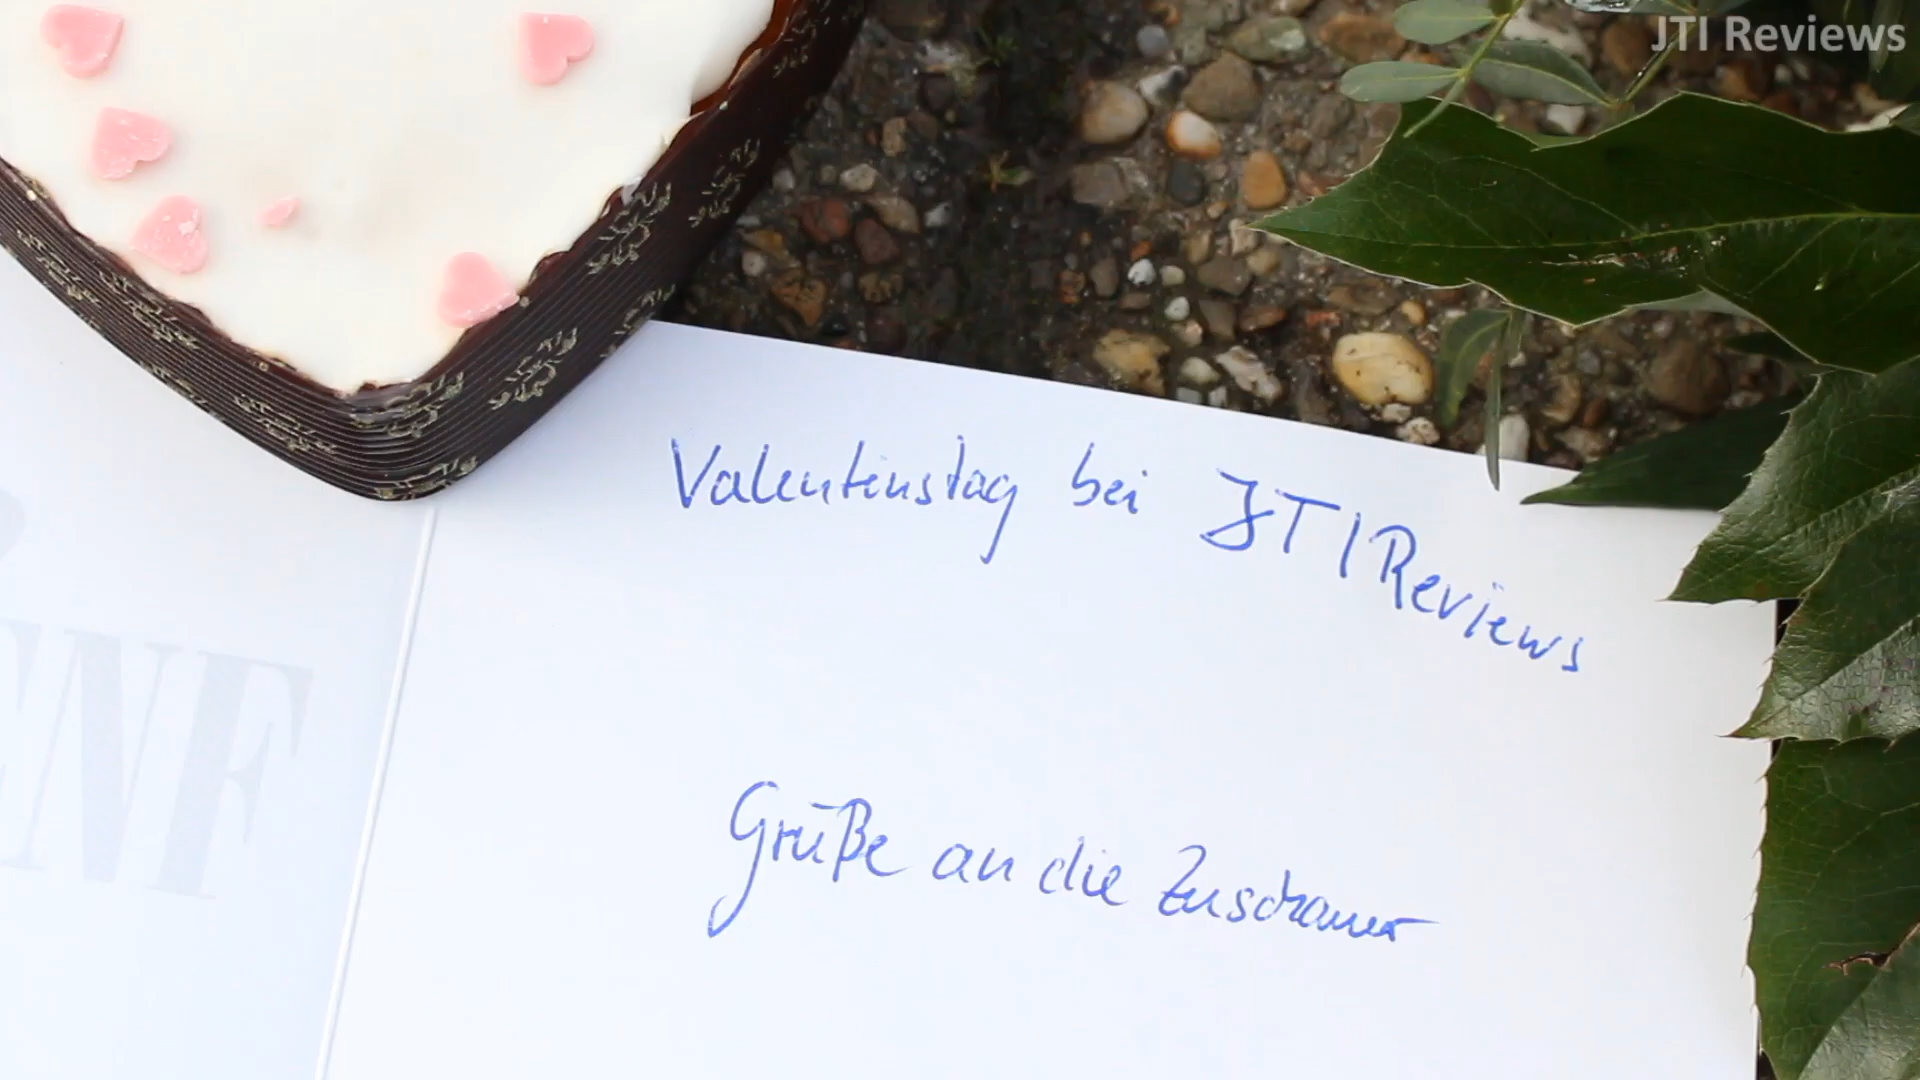 JTI Reviews
Valentinstag bei JTI Reviews
Grüße an die Zuschauer